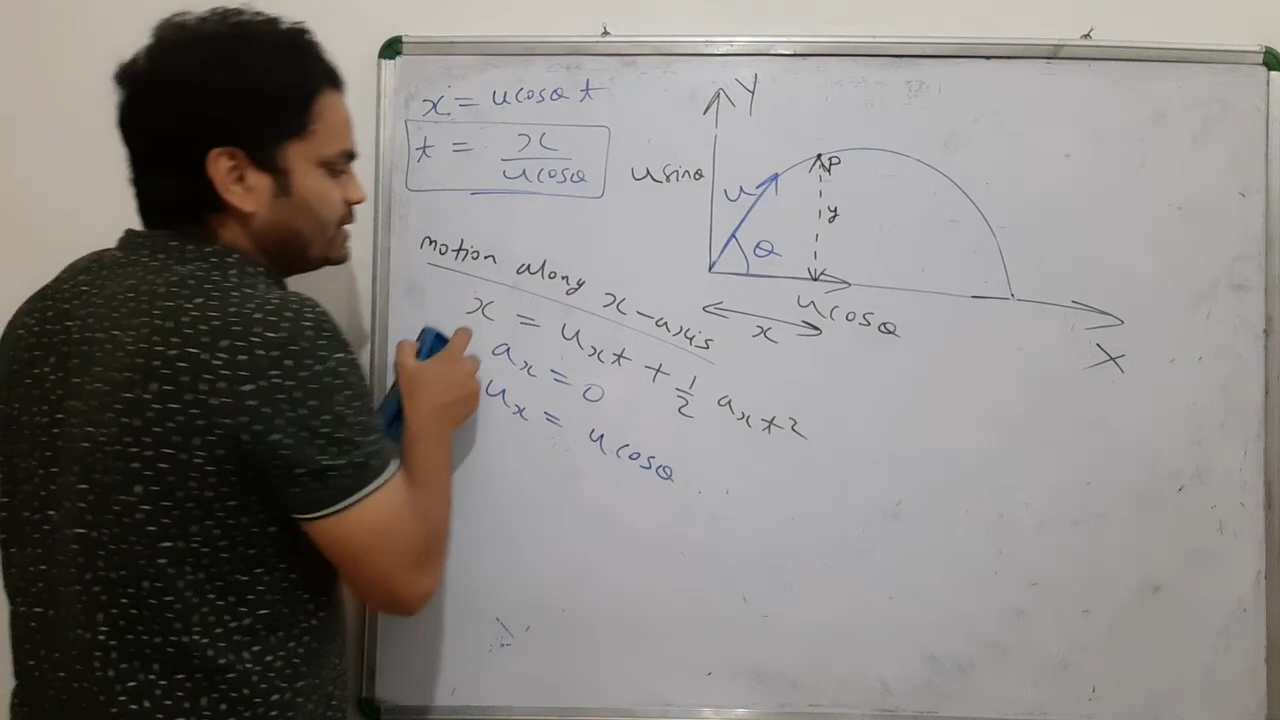 x = ucosθ t
t = x / ucosθ
motion along x-axis
x = uxt + 1/2 axt2
ax = 0
ux = ucosθ
Y
usinθ
u
θ
P
y
ucosθ
x
X